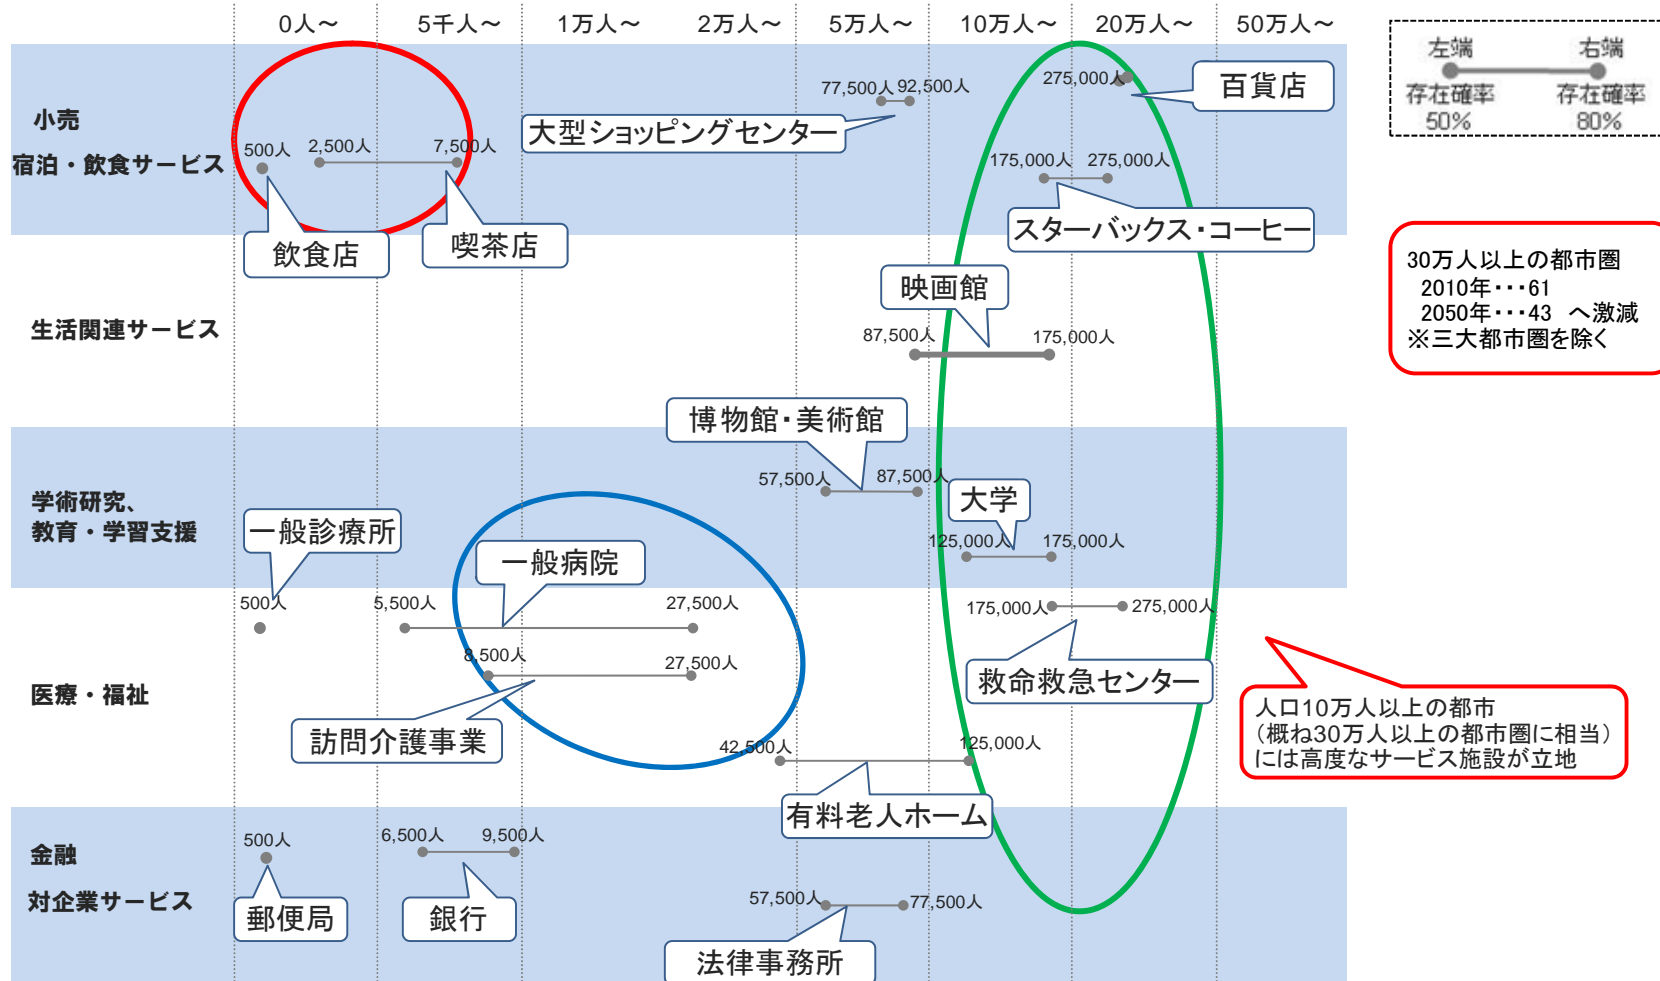 0人～ 5千人～ 1万人～ 2万人～ 5万人～ 10万人～ 20万人～ 50万人～
左端 右端
存在確率 存在確率
50% 80%
小売
宿泊・飲食サービス
500人
2,500人
7,500人
飲食店
喫茶店
77,500人
92,500人
大型ショッピングセンター
275,000人
百貨店
175,000人
275,000人
スターバックス・コーヒー
30万人以上の都市圏
2010年・・・61
2050年・・・43 へ激減
※三大都市圏を除く
生活関連サービス
映画館
87,500人
175,000人
学術研究、
教育・学習支援
博物館・美術館
57,500人
87,500人
大学
125,000人
175,000人
医療・福祉
一般診療所
500人
一般病院
5,500人
27,500人
8,500人
27,500人
訪問介護事業
175,000人
275,000人
救命救急センター
42,500人
125,000人
有料老人ホーム
人口10万人以上の都市
（概ね30万人以上の都市圏に相当）
には高度なサービス施設が立地
金融
対企業サービス
500人
郵便局
6,500人
9,500人
銀行
57,500人
77,500人
法律事務所